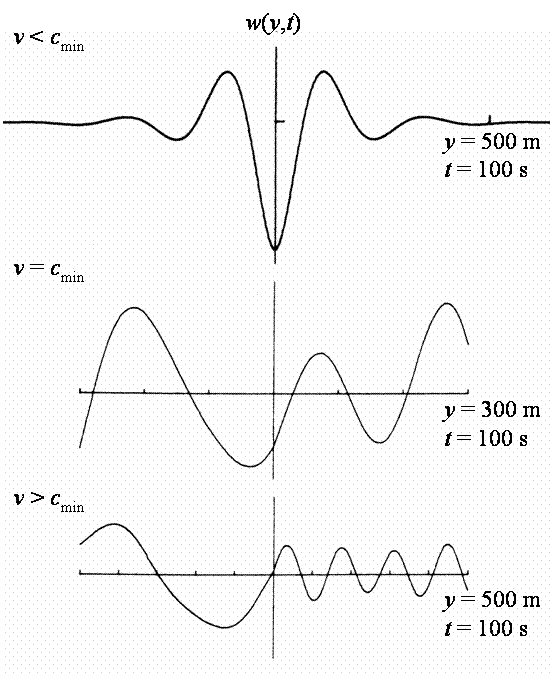 w(y,t)
v < c_min
y = 500 m
t = 100 s
v = c_min
y = 300 m
t = 100 s
v > c_min
y = 500 m
t = 100 s